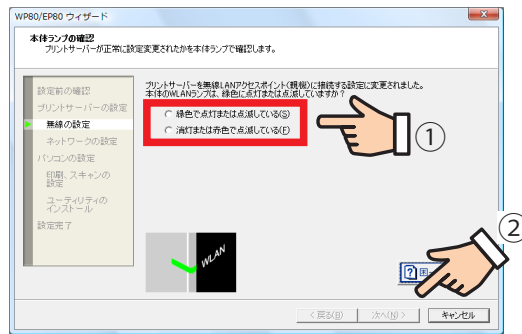 WP80/EP80 ウィザード
本体ランプの確認
プリントサーバーが正常に設定変更されたかを本体ランプで確認します。
設定前の確認
プリントサーバーの設定
無線の設定
ネットワークの設定
パソコンの設定
印刷、スキャンの
設定
ユーティリティの
インストール
設定完了
プリントサーバーを無線LANアクセスポイント(親機)に接続する設定に変更されました。
本体のWLANランプは、緑色に点灯または点滅していますか？
緑色で点灯または点滅している(S)
消灯または赤色で点滅している(F)
①
WLAN
②
< 戻る(B)
次へ(N) >
キャンセル